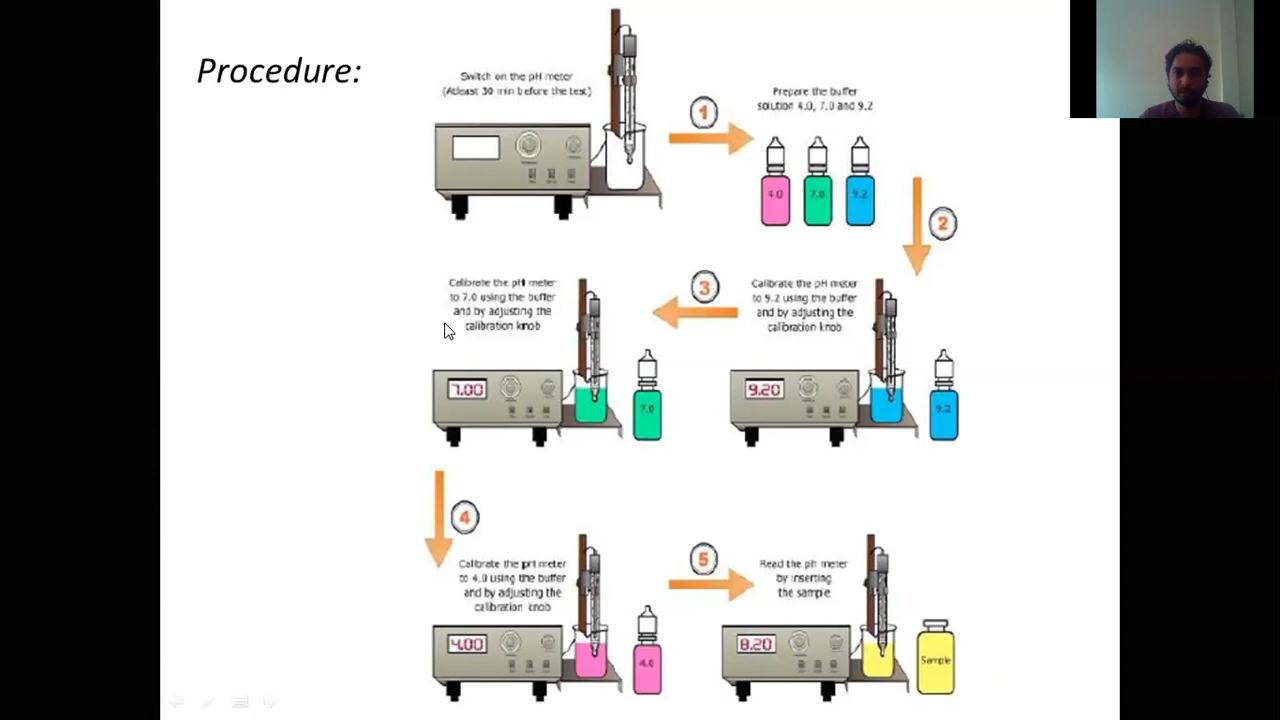 Procedure:
Switch on the pH meter
(Atleast 30 min before the test)
1
Prepare the buffer
solution 4.0, 7.0 and 9.2
4.0
7.0
9.2
2
Calibrate the pH meter
to 9.2 using the buffer
and by adjusting the
calibration knob
9.20
9.2
3
Calibrate the pH meter
to 7.0 using the buffer
and by adjusting the
calibration knob
7.00
7.0
4
Calibrate the pH meter
to 4.0 using the buffer
and by adjusting the
calibration knob
4.00
4.0
5
Read the pH meter
by inserting
the sample
8.20
Sample